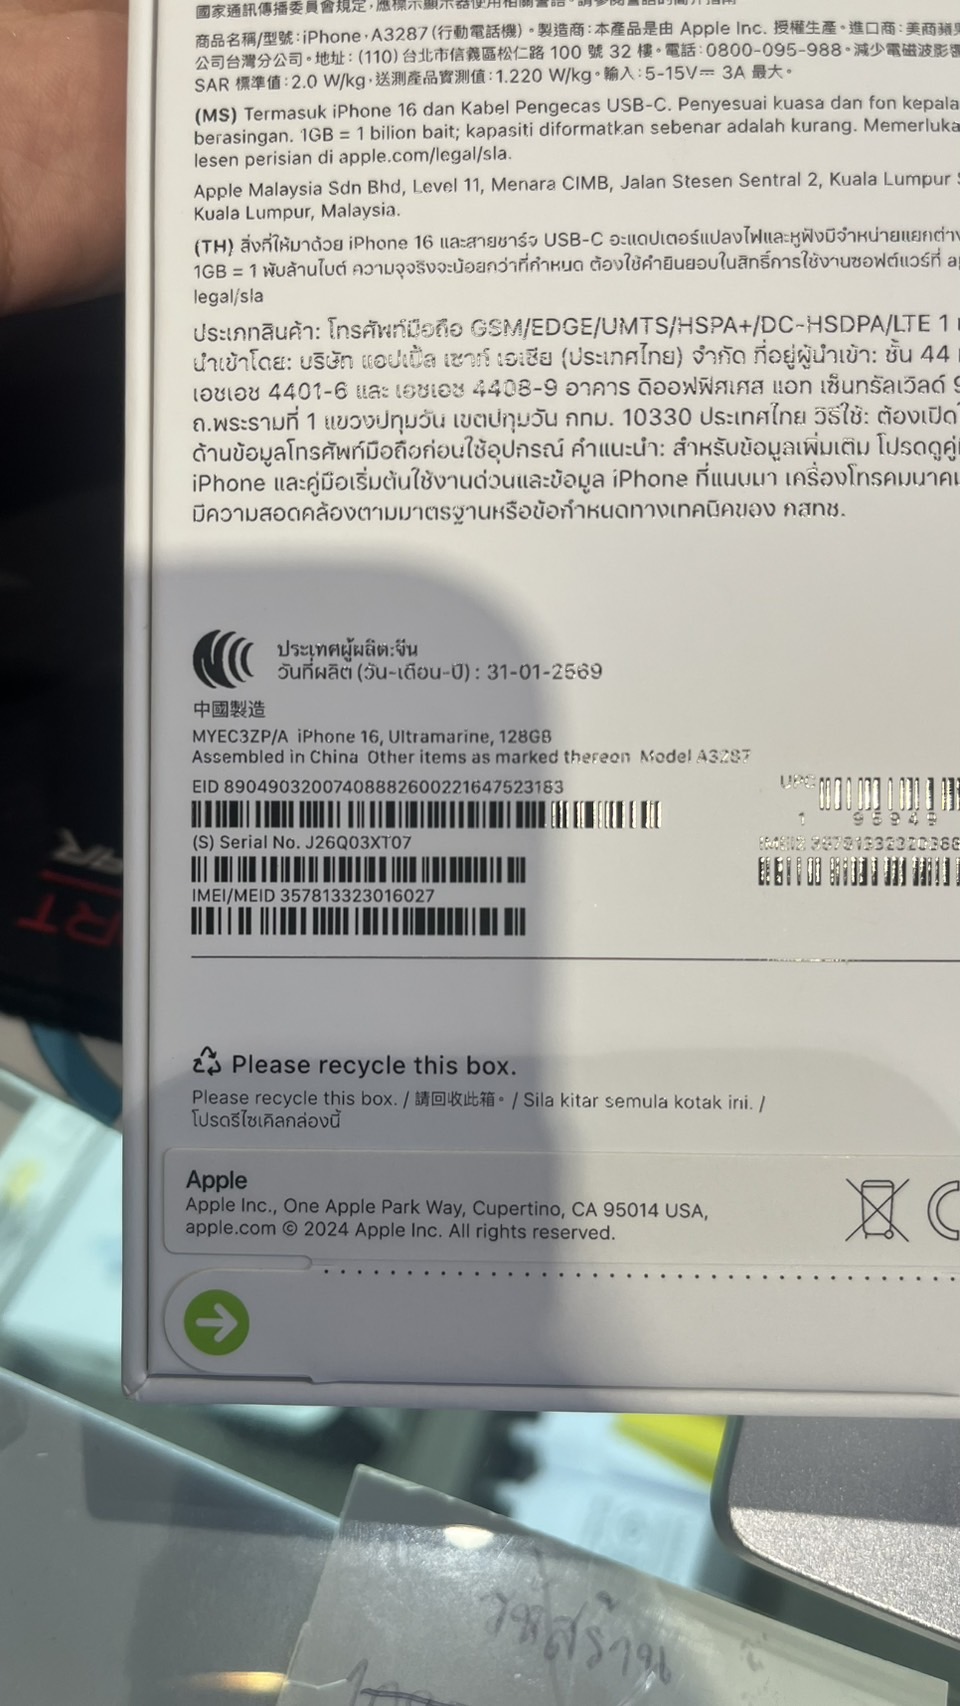 國家通訊傳播委員會規定，應標示顯示器使用相關警語。請參閱警語的簡介指南
商品名稱/型號：iPhone・A3287（行動電話機）・製造商：本產品是由 Apple Inc. 授權生產・進口商：美商蘋
公司台灣分公司・地址：(110) 台北市信義區松仁路 100 號 32 樓・電話：0800-095-988・減少電磁波影
SAR 標準值：2.0 W/kg，送測產品實測值：1.220 W/kg・輸入：5-15V⎓ 3A 最大。
(MS) Termasuk iPhone 16 dan Kabel Pengecas USB-C. Penyesuai kuasa dan fon kepala
berasingan. 1GB = 1 bilion bait; kapasiti diformatkan sebenar adalah kurang. Memerluka
lesen perisian di apple.com/legal/sla.
Apple Malaysia Sdn Bhd, Level 11, Menara CIMB, Jalan Stesen Sentral 2, Kuala Lumpur
Kuala Lumpur, Malaysia.
(TH) สิ่งที่ให้มาด้วย iPhone 16 และสายชาร์จ USB-C อะแดปเตอร์แปลงไฟและหูฟังมีจำหน่ายแยกต่าง
1GB = 1 พันล้านไบต์ ความจุจริงจะน้อยกว่าที่กำหนด ต้องใช้คำยินยอมในสิทธิ์การใช้งานซอฟต์แวร์ที่ a
legal/sla
ประเภทสินค้า: โทรศัพท์มือถือ GSM/EDGE/UMTS/HSPA+/DC-HSDPA/LTE 1
นำเข้าโดย: บริษัท แอปเปิ้ล เซาท์ เอเชีย (ประเทศไทย) จำกัด ที่อยู่ผู้นำเข้า: ชั้น 44
เอชเอช 4401-6 และ เอชเอช 4408-9 อาคาร ดิออฟฟิศเศส แอท เซ็นทรัลเวิลด์ 9
ถ.พระรามที่ 1 แขวงปทุมวัน เขตปทุมวัน กทม. 10330 ประเทศไทย วิธีใช้: ต้องเปิด
ด้านข้อมูลโทรศัพท์มือถือก่อนใช้อุปกรณ์ คำแนะนำ: สำหรับข้อมูลเพิ่มเติม โปรดดูคู่
iPhone และคู่มือเริ่มต้นใช้งานด่วนและข้อมูล iPhone ที่แนบมา เครื่องโทรคมนาค
มีความสอดคล้องตามมาตรฐานหรือข้อกำหนดทางเทคนิคของ กสทช.
ประเทศผู้ผลิต:จีน
วันที่ผลิต (วัน-เดือน-ปี) : 31-01-2569
中國製造
MYEC3ZP/A iPhone 16, Ultramarine, 128GB
Assembled in China Other items as marked thereon Model A3287
EID 89049032007408882600221647523163
UPC
1 95949
(S) Serial No. J26Q03XT07
IMEI/MEID 357813323016027
Please recycle this box.
Please recycle this box. / 請回收此箱。/ Sila kitar semula kotak ini. /
โปรดรีไซเคิลกล่องนี้
Apple
Apple Inc., One Apple Park Way, Cupertino, CA 95014 USA,
apple.com © 2024 Apple Inc. All rights reserved.